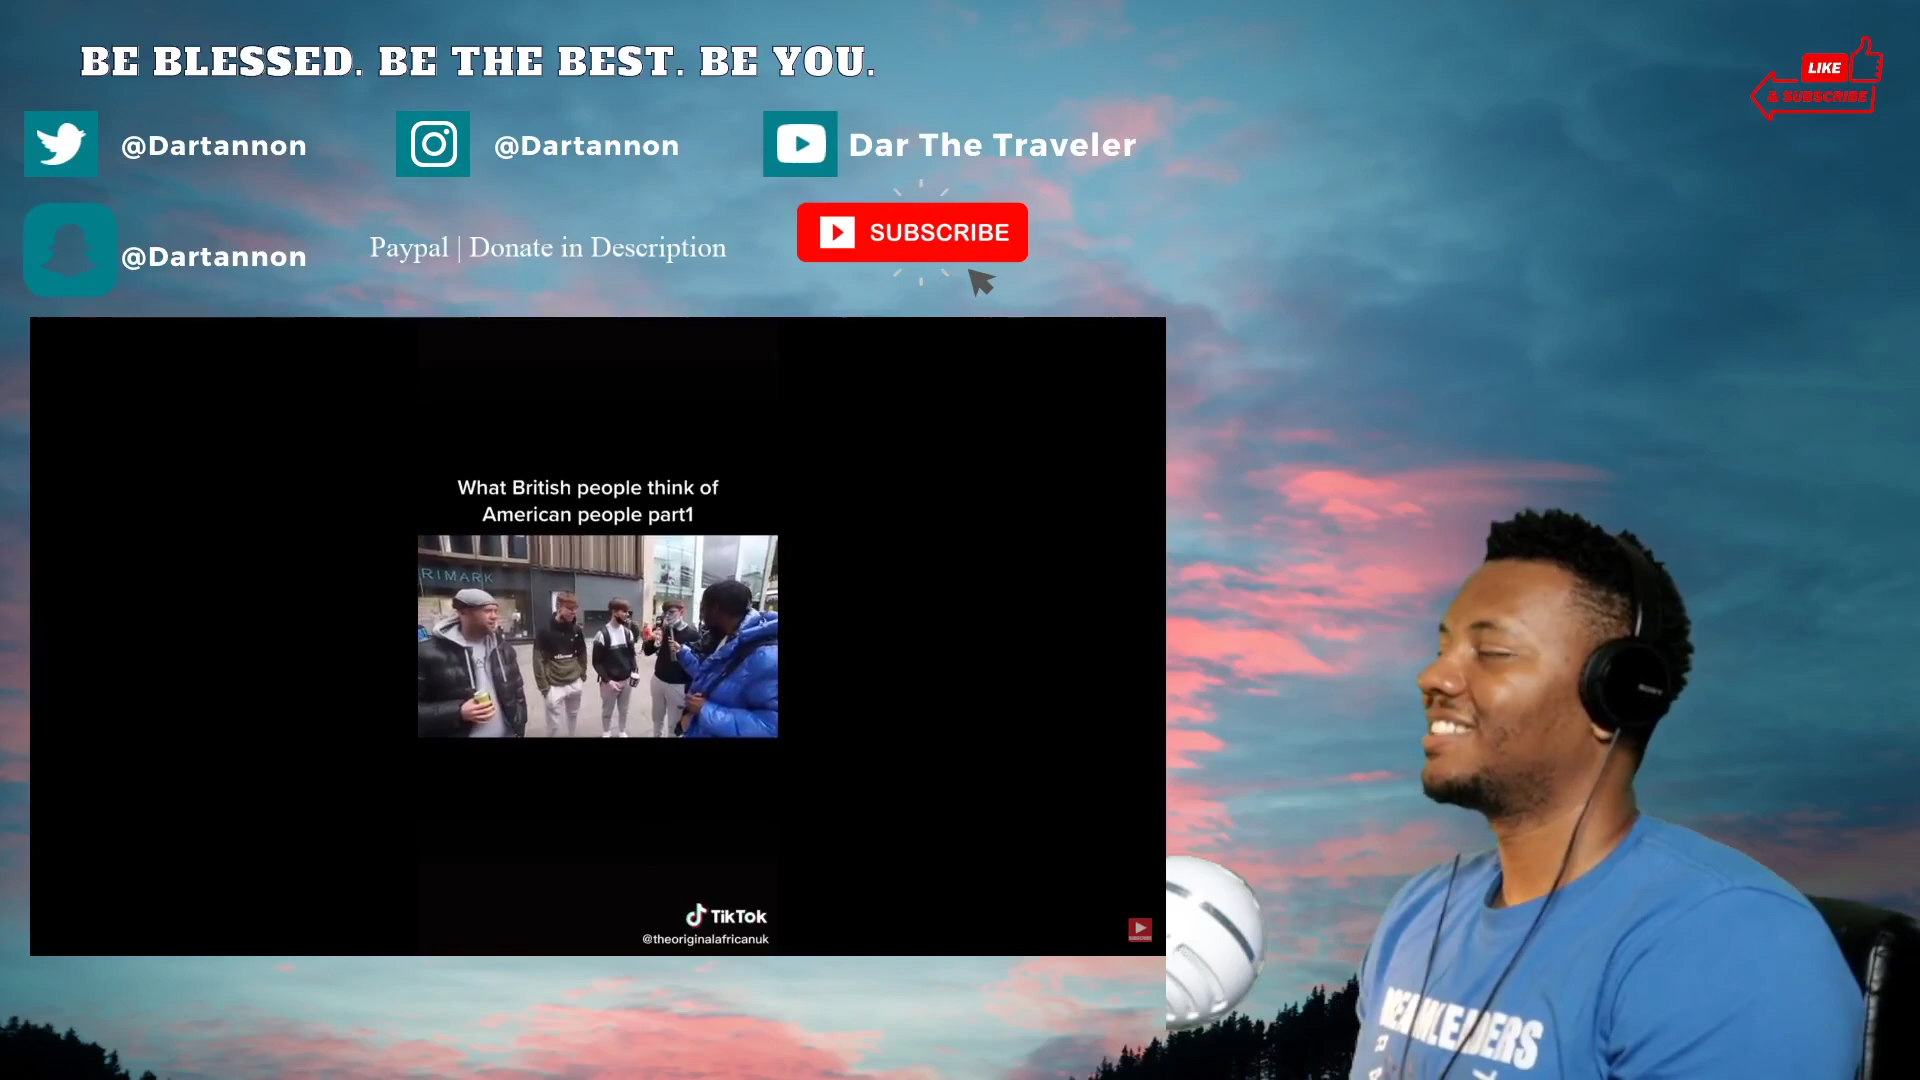 BE BLESSED. BE THE BEST. BE YOU.
LIKE
& SUBSCRIBE
@Dartannon
@Dartannon
Dar The Traveler
@Dartannon
Paypal | Donate in Description
SUBSCRIBE
What British people think of
American people part1
RIMARK
TikTok
@theoriginalafricanuk
SONY